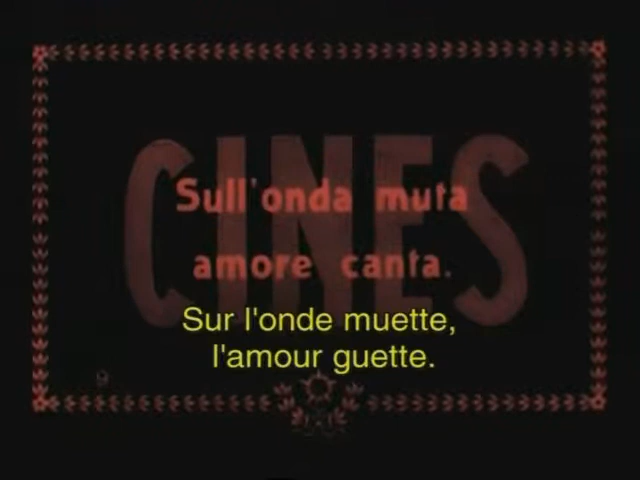 CINES
Sull'onda muta
amore canta.
Sur l'onde muette,
l'amour guette.